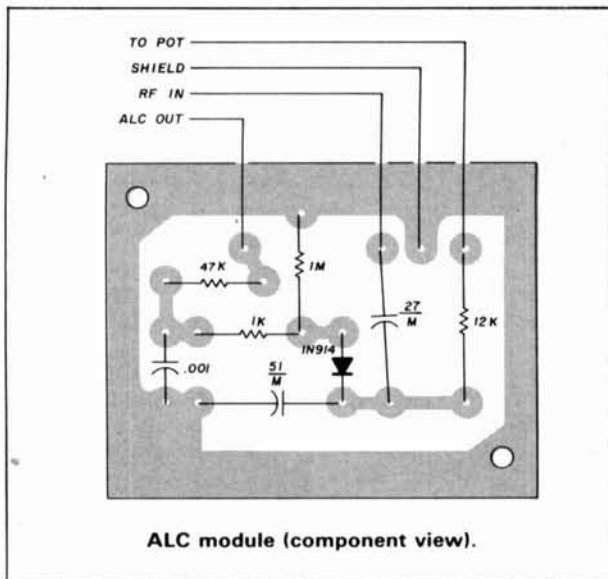 TO POT
SHIELD
RF IN
ALC OUT
47K
1M
27
M
12K
1K
1N914
.001
51
M
ALC module (component view).